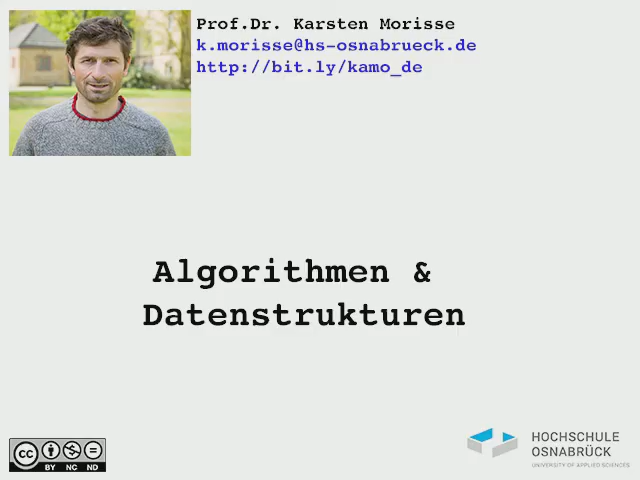 Prof.Dr. Karsten Morisse
k.morisse@hs-osnabrueck.de
http://bit.ly/kamo_de
Algorithmen &
Datenstrukturen
cc
BY NC ND
HOCHSCHULE
OSNABRÜCK
UNIVERSITY OF APPLIED SCIENCES